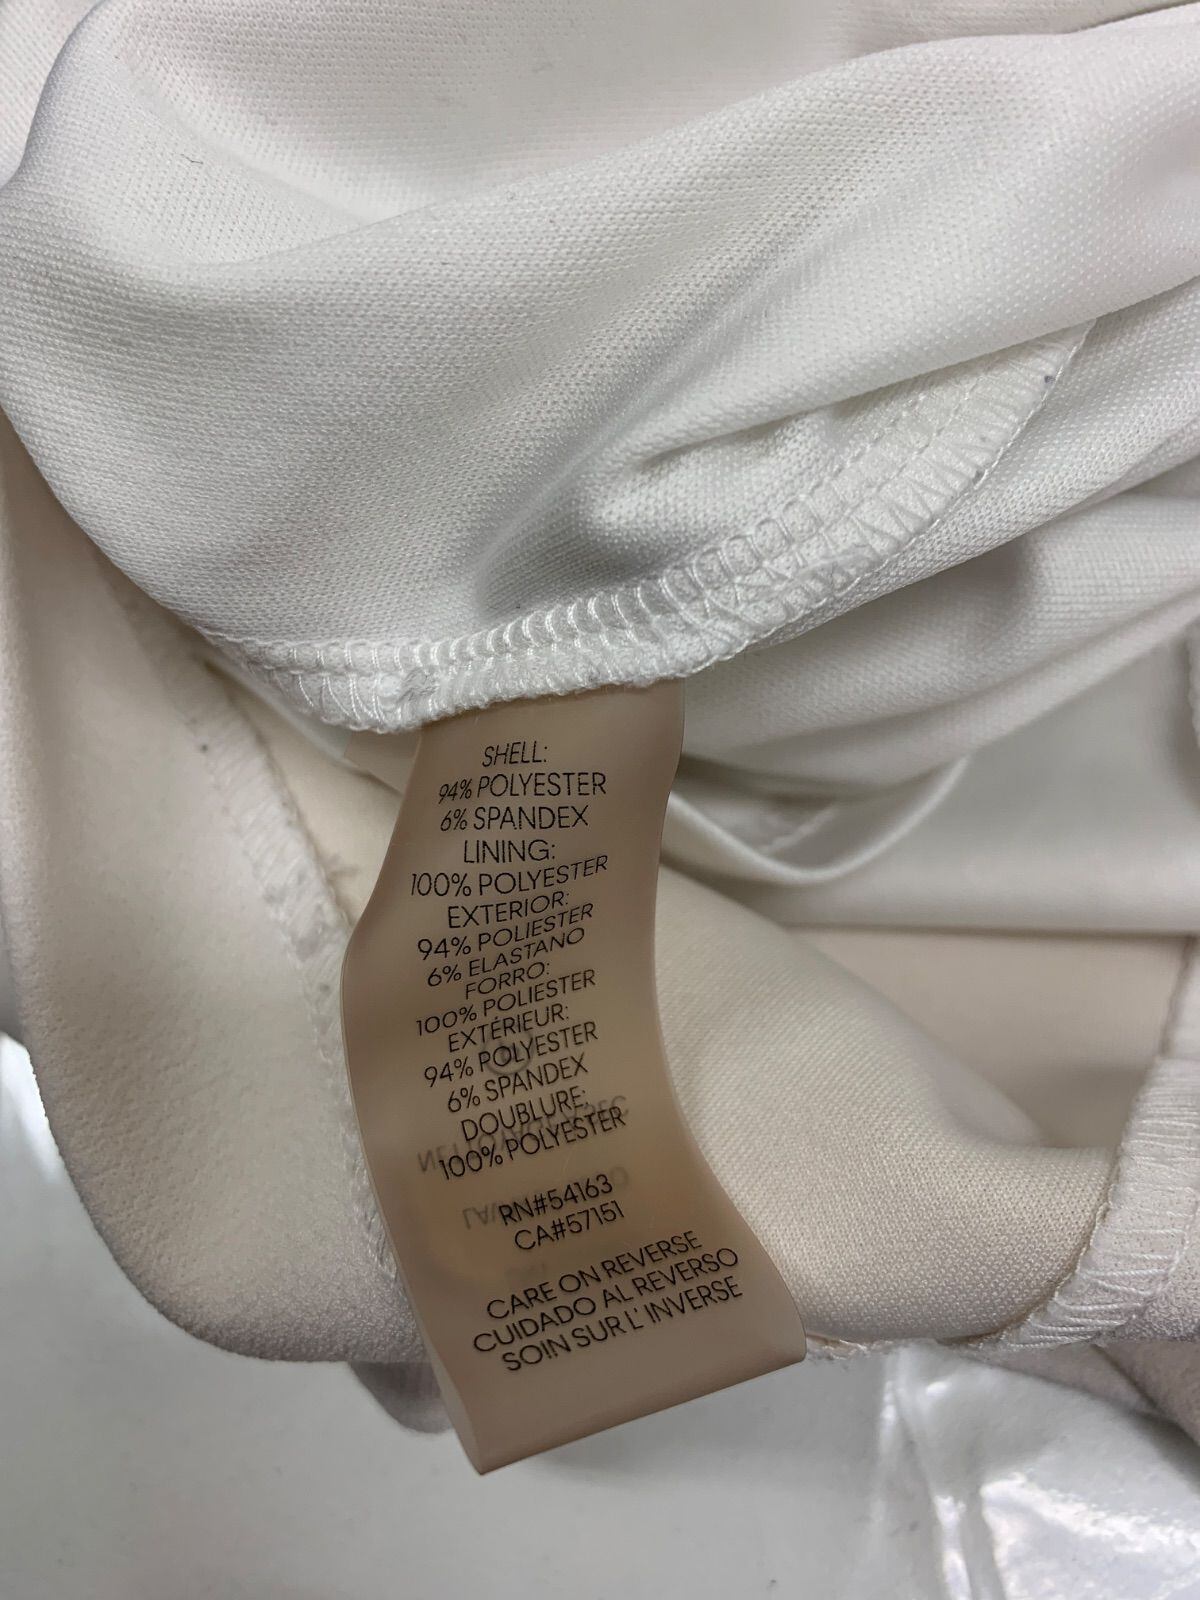 SHELL:
94% POLYESTER
6% SPANDEX
LINING:
100% POLYESTER
EXTERIOR:
94% POLIESTER
6% ELASTANO
FORRO:
100% POLIESTER
EXTÉRIEUR:
94% POLYESTER
6% SPANDEX
DOUBLURE:
100% POLYESTER
RN#54163
CA#57151
CARE ON REVERSE
CUIDADO AL REVERSO
SOIN SUR L'INVERSE